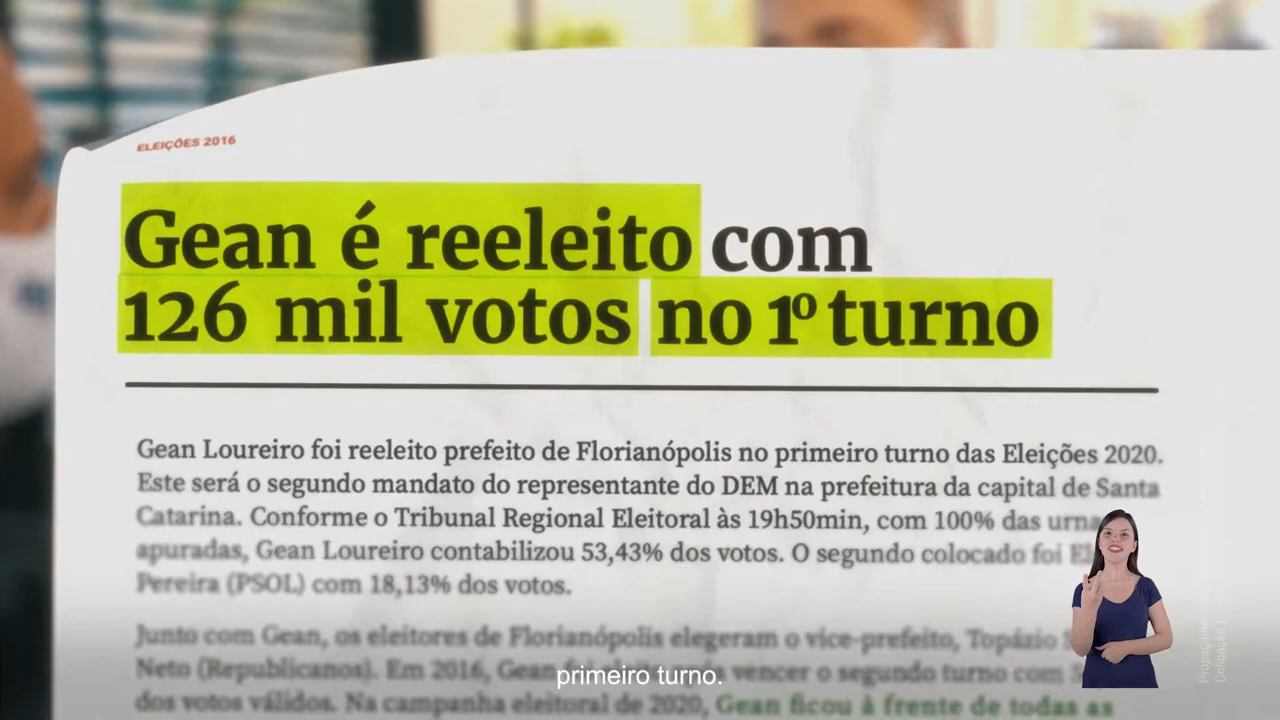 ELEIÇÕES 2016
Gean é reeleito com
126 mil votos no 1º turno
Gean Loureiro foi reeleito prefeito de Florianópolis no primeiro turno das Eleições 2020.
Este será o segundo mandato do representante do DEM na prefeitura da capital de Santa
Catarina. Conforme o Tribunal Regional Eleitoral às 19h50min, com 100% das
apuradas, Gean Loureiro contabilizou 53,43% dos votos. O segundo colocado foi
Pereira (PSOL) com 18,13% dos votos.
Junto com Gean, os eleitores de Florianópolis elegeram o vice-prefeito, Topázio
Neto (Republicanos). Em 2016, vencer o segundo turno com
dos votos válidos. Na campanha eleitoral de 2020, Gean ficou à frente de todas as
primeiro turno.